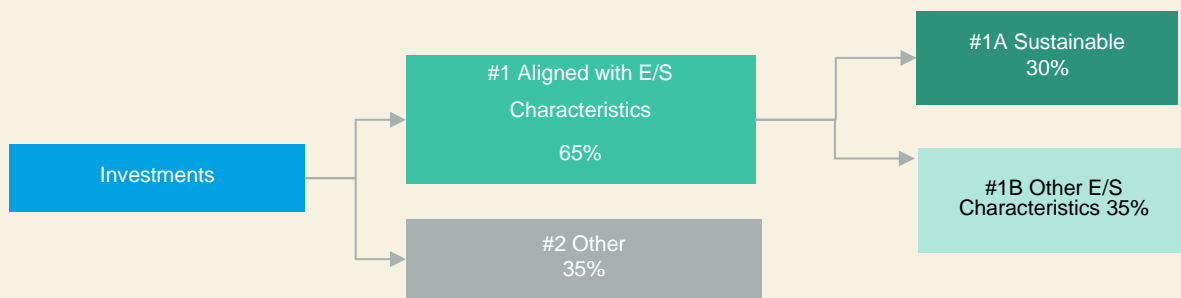 Investments
#1 Aligned with E/S
Characteristics
65%
#2 Other
35%
#1A Sustainable
30%
#1B Other E/S
Characteristics 35%